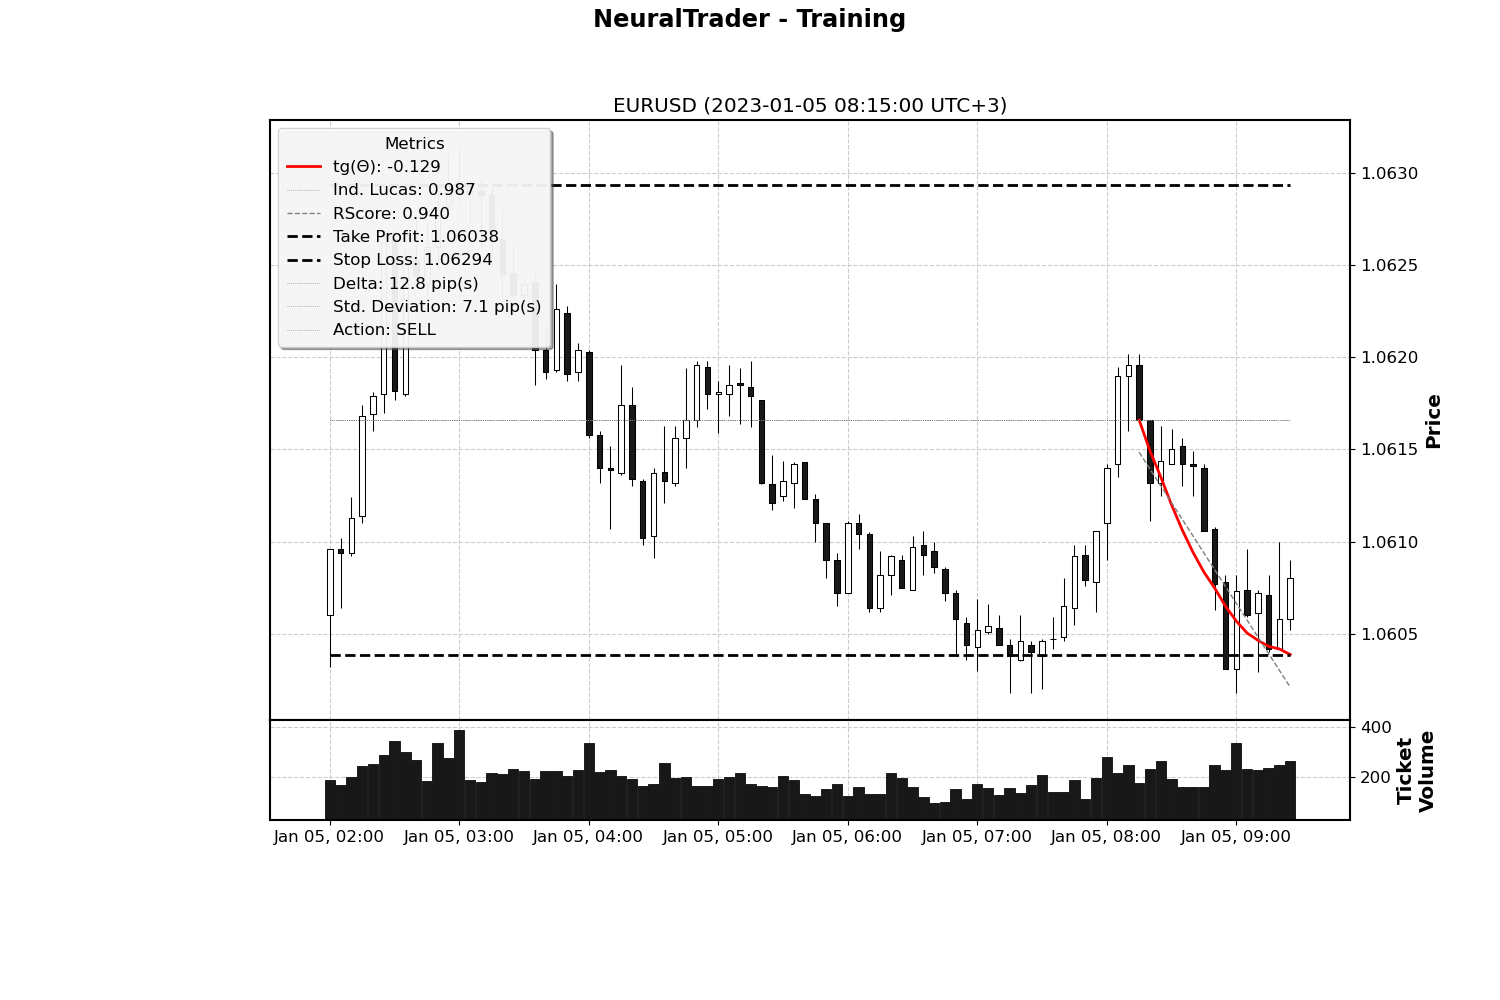 NeuralTrader - Training
EURUSD (2023-01-05 08:15:00 UTC+3)
Metrics
tg(Θ): -0.129
Ind. Lucas: 0.987
RScore: 0.940
Take Profit: 1.06038
Stop Loss: 1.06294
Delta: 12.8 pip(s)
Std. Deviation: 7.1 pip(s)
Action: SELL
1.0630
1.0625
1.0620
1.0615
1.0610
1.0605
Price
400
200
Ticket
Volume
Jan 05, 02:00
Jan 05, 03:00
Jan 05, 04:00
Jan 05, 05:00
Jan 05, 06:00
Jan 05, 07:00
Jan 05, 08:00
Jan 05, 09:00